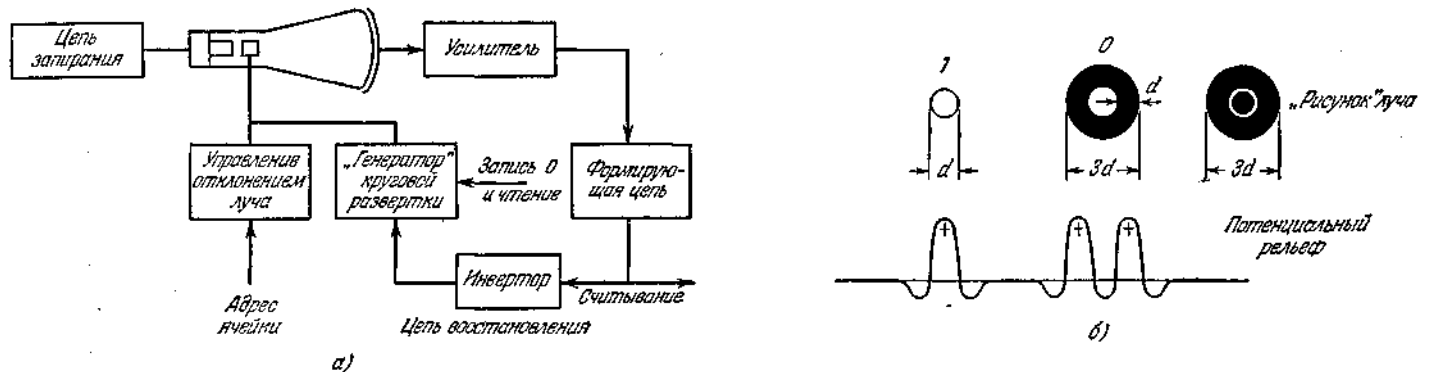 Цепь
запирания
Усилитель
Управление
отклонением
луча
„Генератор"
круговой
развертки
Запись 0
и чтение
Формирую-
щая цепь
Инвертор
Считывание
Адрес
ячейки
Цепь восстановления
а)
1
0
d
„Рисунок" луча
d
3d
3d
+
+
+
Потенциальный
рельеф
б)